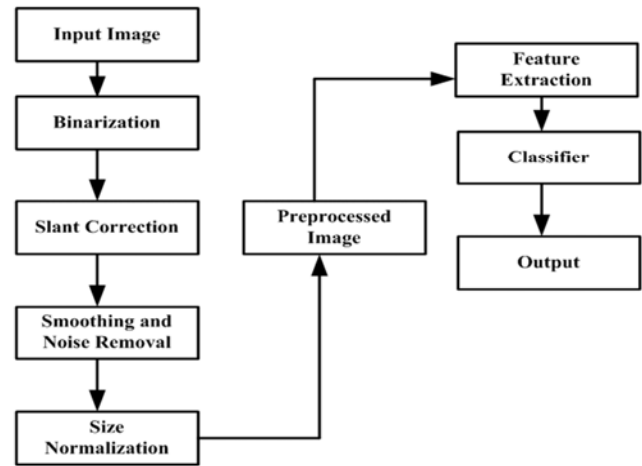 Input Image
Binarization
Slant Correction
Smoothing and
Noise Removal
Size
Normalization
Preprocessed
Image
Feature
Extraction
Classifier
Output